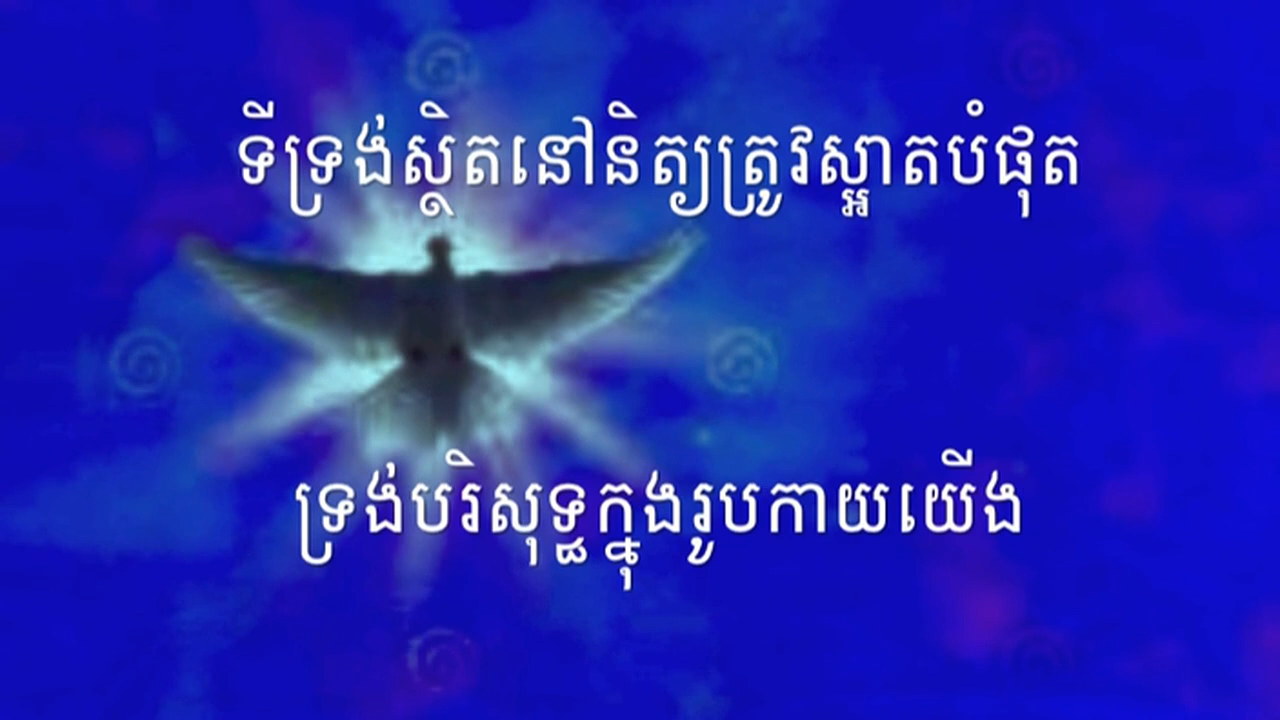 ទីទ្រង់ស្ថិតនៅនិត្យត្រូវស្អាតបំផុត
ទ្រង់បរិសុទ្ធក្នុងរូបកាយយើង